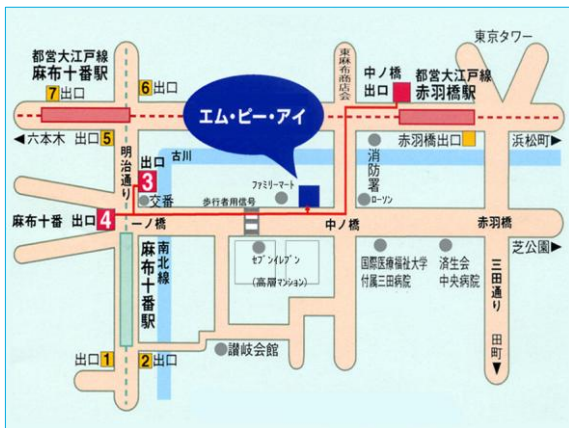 東京タワー
都営大江戸線
麻布十番駅
7出口
6出口
東麻布商店会
中ノ橋
出口
都営大江戸線
赤羽橋駅
エム・ピー・アイ
◀六本木 出口5
明治通り
出口
3
古川
交番
歩行者用信号
ファミリーマート
消防署
ローソン
赤羽橋出口
浜松町▶
麻布十番 出口4
一ノ橋
中ノ橋
赤羽橋
芝公園▶
麻布十番駅
南北線
セブンイレブン
(高層マンション)
国際医療福祉大学
付属三田病院
済生会
中央病院
三田通り
田町
讃岐会館
出口1
2出口